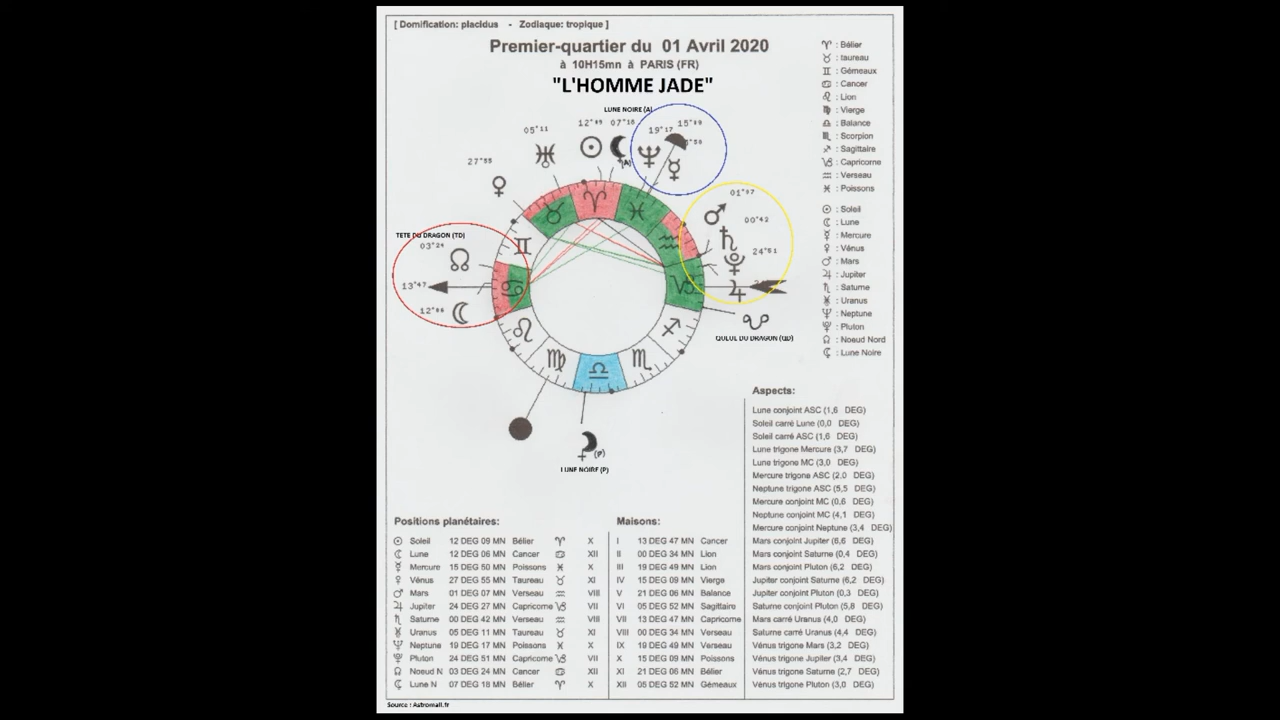 [ Domification: placidus - Zodiaque: tropique ]
Premier-quartier du 01 Avril 2020
à 10H15mn à PARIS (FR)
"L'HOMME JADE"
♈ : Bélier
♉ : taureau
♊ : Gémeaux
♋ : Cancer
♌ : Lion
♍ : Vierge
♎ : Balance
♏ : Scorpion
♐ : Sagittaire
♑ : Capricorne
♒ : Verseau
♓ : Poissons
☉ : Soleil
☾ : Lune
☿ : Mercure
♀ : Vénus
♂ : Mars
♃ : Jupiter
♄ : Saturne
♅ : Uranus
♆ : Neptune
♇ : Pluton
☊ : Noeud Nord
⚸ : Lune Noire
LUNE NOIRE (A)
05°11
12°09
07°18
19°17
27°55
(A)
01°07
00°42
24°51
TETE DU DRAGON (TD)
03°24
13°47
12°06
QUEUE DU DRAGON (QD)
(P)
LUNE NOIRE (P)
Aspects:
Lune conjoint ASC (1,6 DEG)
Soleil carré Lune (0,0 DEG)
Soleil carré ASC (1,6 DEG)
Lune trigone Mercure (3,7 DEG)
Lune trigone MC (3,0 DEG)
Mercure trigone ASC (2,0 DEG)
Neptune trigone ASC (5,5 DEG)
Mercure conjoint MC (0,6 DEG)
Neptune conjoint MC (4,1 DEG)
Mercure conjoint Neptune (3,4 DEG)
Mars conjoint Jupiter (6,6 DEG)
Mars conjoint Saturne (0,4 DEG)
Mars conjoint Pluton (6,2 DEG)
Jupiter conjoint Saturne (6,2 DEG)
Jupiter conjoint Pluton (0,3 DEG)
Saturne conjoint Pluton (5,8 DEG)
Mars carré Uranus (4,0 DEG)
Saturne carré Uranus (4,4 DEG)
Vénus trigone Mars (3,2 DEG)
Vénus trigone Jupiter (3,4 DEG)
Vénus trigone Saturne (2,7 DEG)
Vénus trigone Pluton (3,0 DEG)
Positions planétaires:
☉ Soleil 12 DEG 09 MN Bélier ♈ X
☾ Lune 12 DEG 06 MN Cancer ♋ XII
☿ Mercure 15 DEG 50 MN Poissons ♓ X
♀ Vénus 27 DEG 55 MN Taureau ♉ XI
♂ Mars 01 DEG 07 MN Verseau ♒ VIII
♃ Jupiter 24 DEG 27 MN Capricorne ♑ VII
♄ Saturne 00 DEG 42 MN Verseau ♒ VIII
♅ Uranus 05 DEG 11 MN Taureau ♉ XI
♆ Neptune 19 DEG 17 MN Poissons ♓ X
♇ Pluton 24 DEG 51 MN Capricorne ♑ VII
☊ Noeud N 03 DEG 24 MN Cancer ♋ XII
⚸ Lune N 07 DEG 18 MN Bélier ♈ X
Maisons:
I 13 DEG 47 MN Cancer
II 00 DEG 34 MN Lion
III 19 DEG 49 MN Lion
IV 15 DEG 09 MN Vierge
V 21 DEG 06 MN Balance
VI 05 DEG 52 MN Sagittaire
VII 13 DEG 47 MN Capricorne
VIII 00 DEG 34 MN Verseau
IX 19 DEG 49 MN Verseau
X 15 DEG 09 MN Poissons
XI 21 DEG 06 MN Bélier
XII 05 DEG 52 MN Gémeaux
Source : Astromail.fr